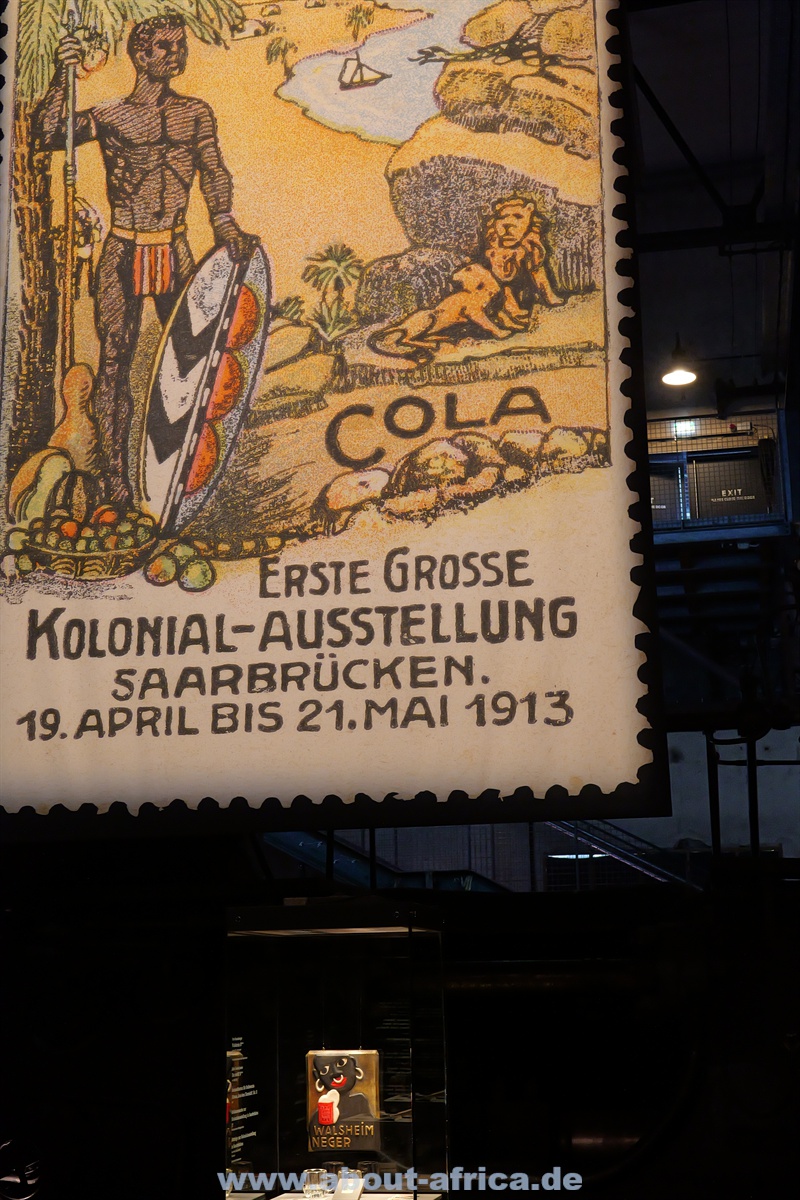 COLA
ERSTE GROSSE
KOLONIAL-AUSSTELLUNG
SAARBRÜCKEN.
19. APRIL BIS 21. MAI 1913
EXIT
WALSHEIM
NEGER
www.about-africa.de